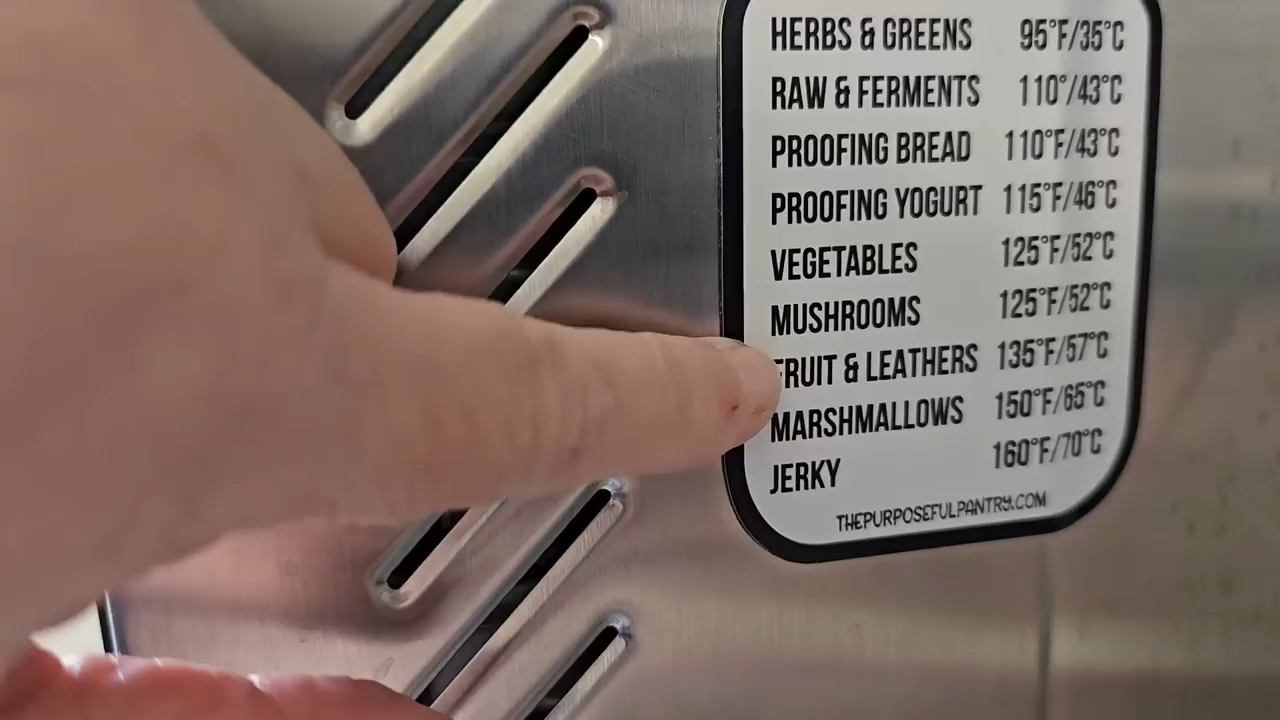 HERBS & GREENS 95°F/35°C
RAW & FERMENTS 110°/43°C
PROOFING BREAD 110°F/43°C
PROOFING YOGURT 115°F/46°C
VEGETABLES 125°F/52°C
MUSHROOMS 125°F/52°C
FRUIT & LEATHERS 135°F/57°C
MARSHMALLOWS 150°F/65°C
JERKY 160°F/70°C
THEPURPOSEFULPANTRY.COM